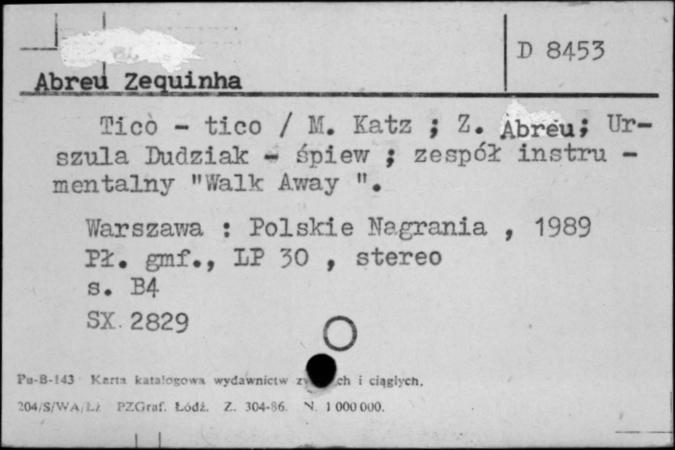 D 8453
Abreu Zequinha
Tico - tico / M. Katz ; Z. Abreu; Ur-
szula Dudziak - śpiew ; zespół instru -
mentalny "Walk Away ".
Warszawa : Polskie Nagrania , 1989
Pł. gmf., LP 30 , stereo
s. B4
SX 2829
Pu-B-143 Karta katalogowa wydawnictw i ciągłych.
204/S/WA/Łż PZGraf. Łódź. Z. 304-86. N. 1 000 000.